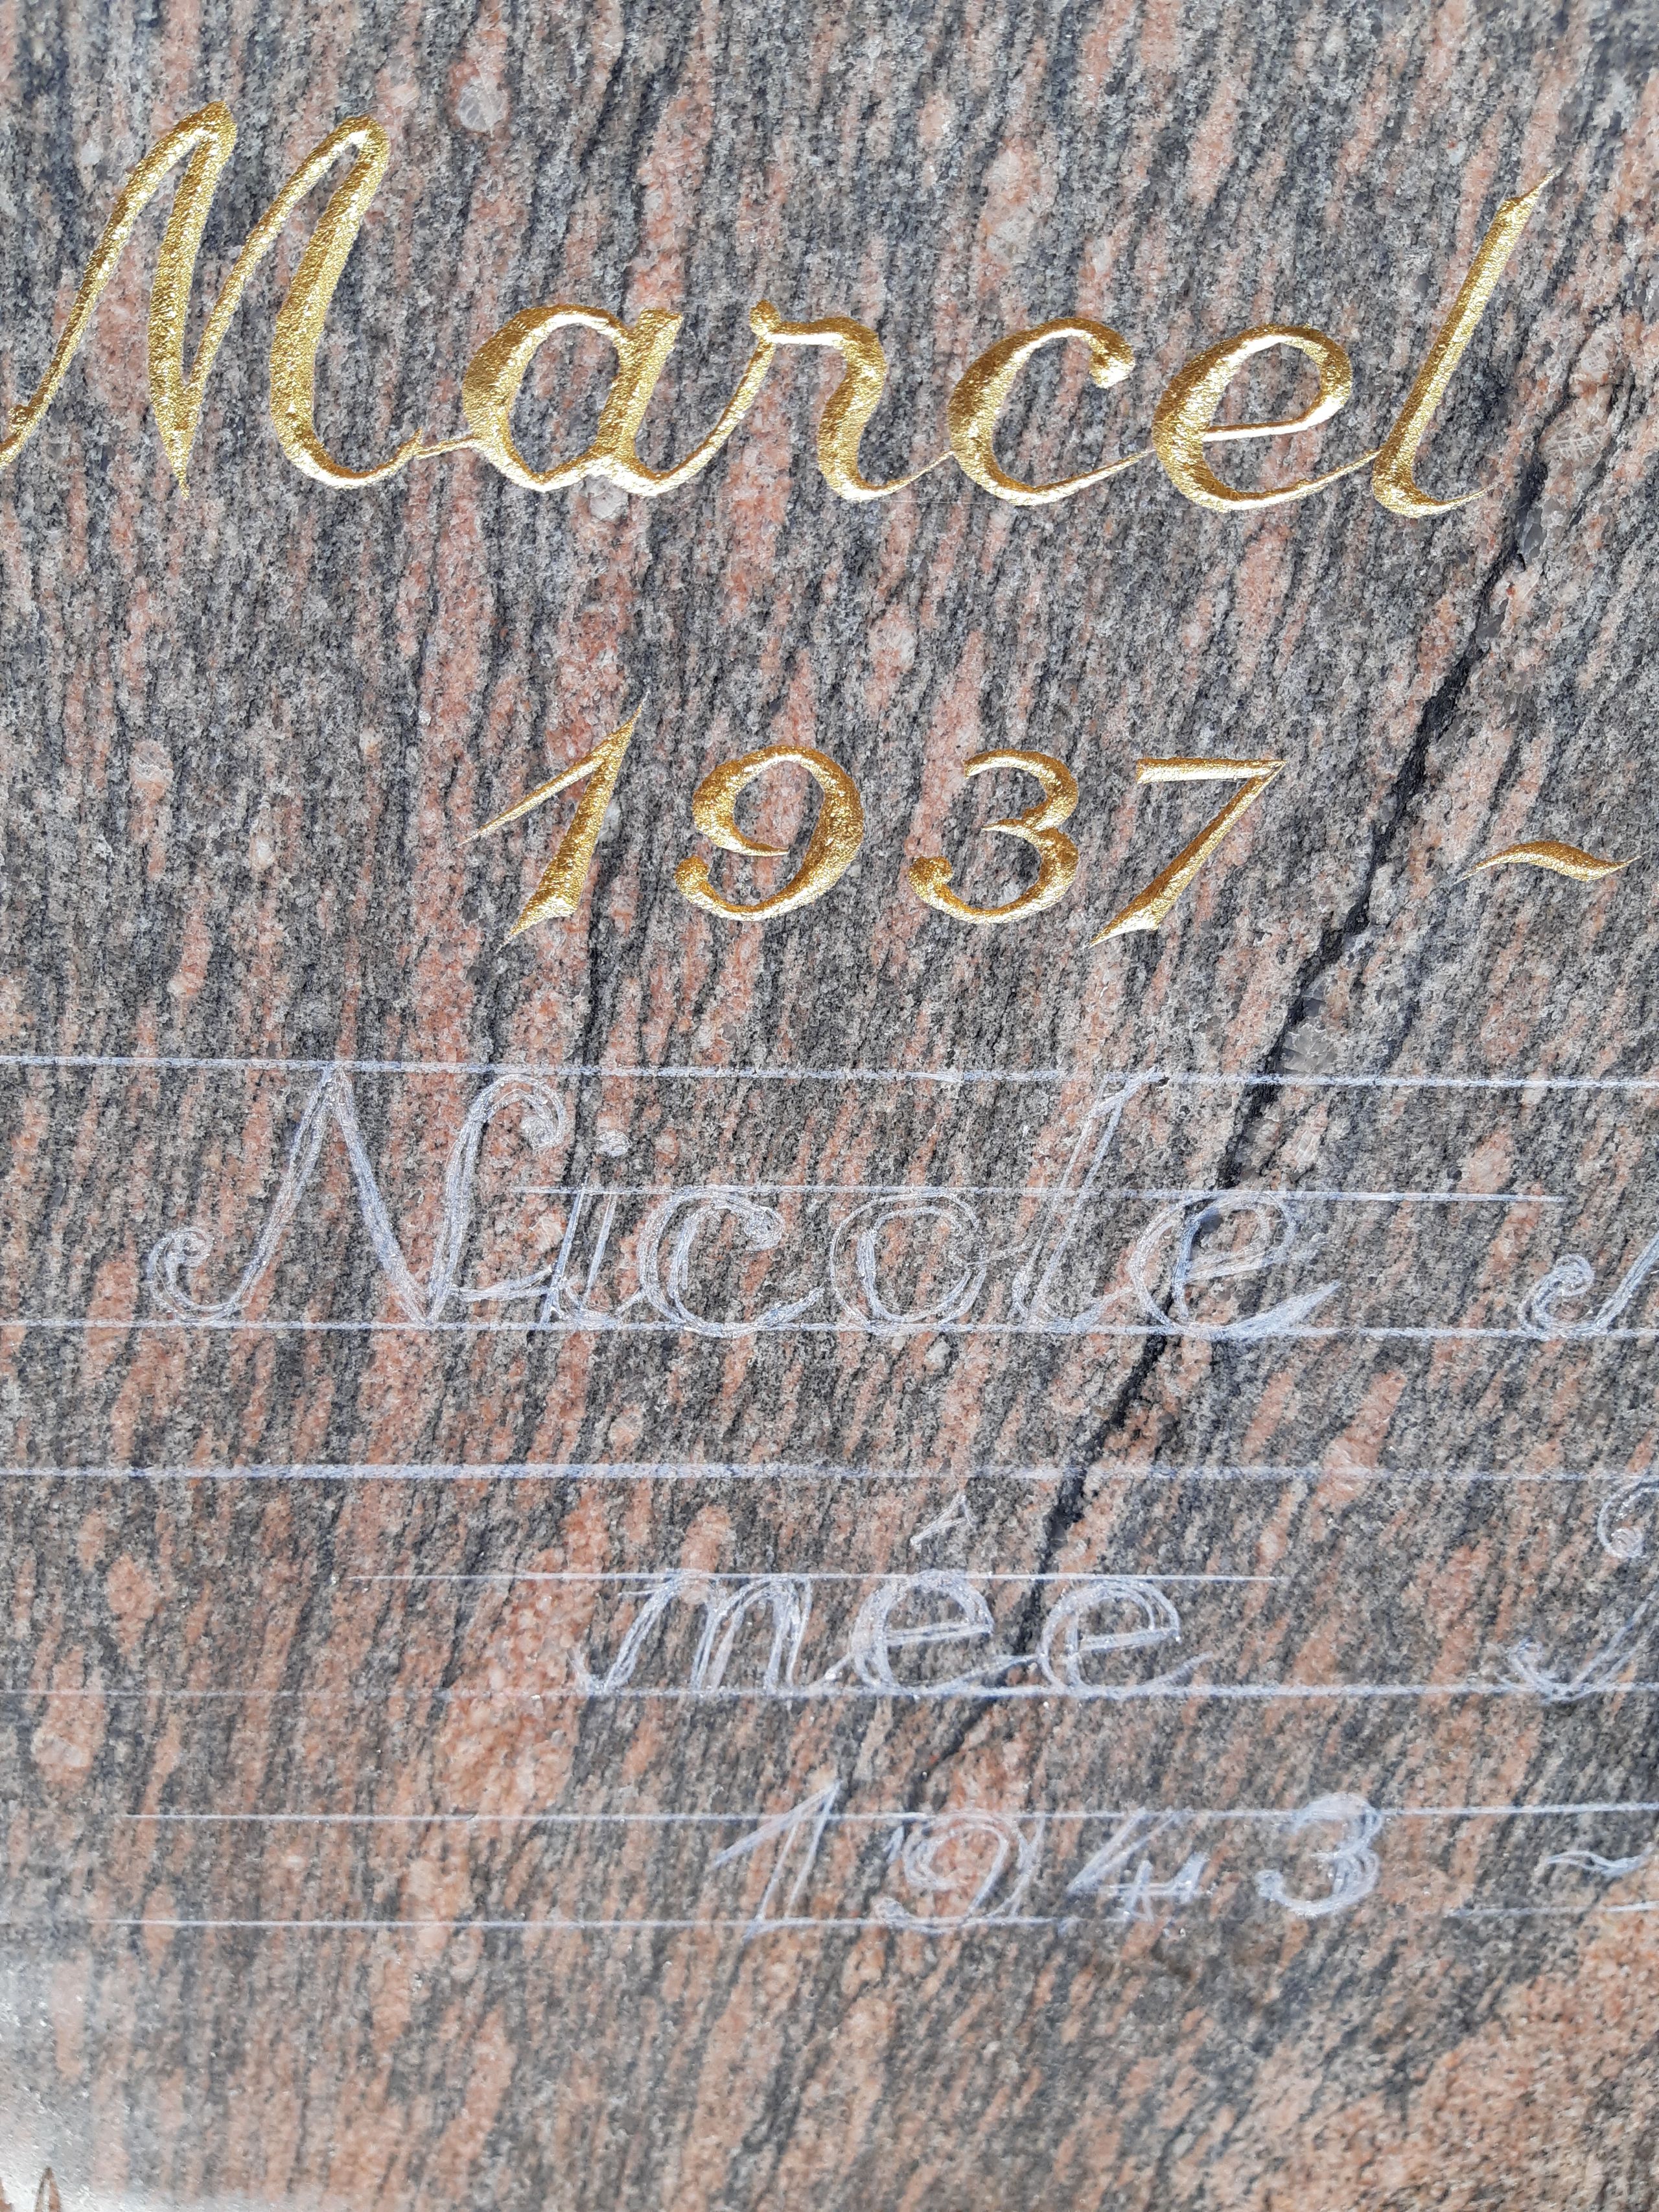 Marcel
1937 ~
Nicole
née
1943 ~